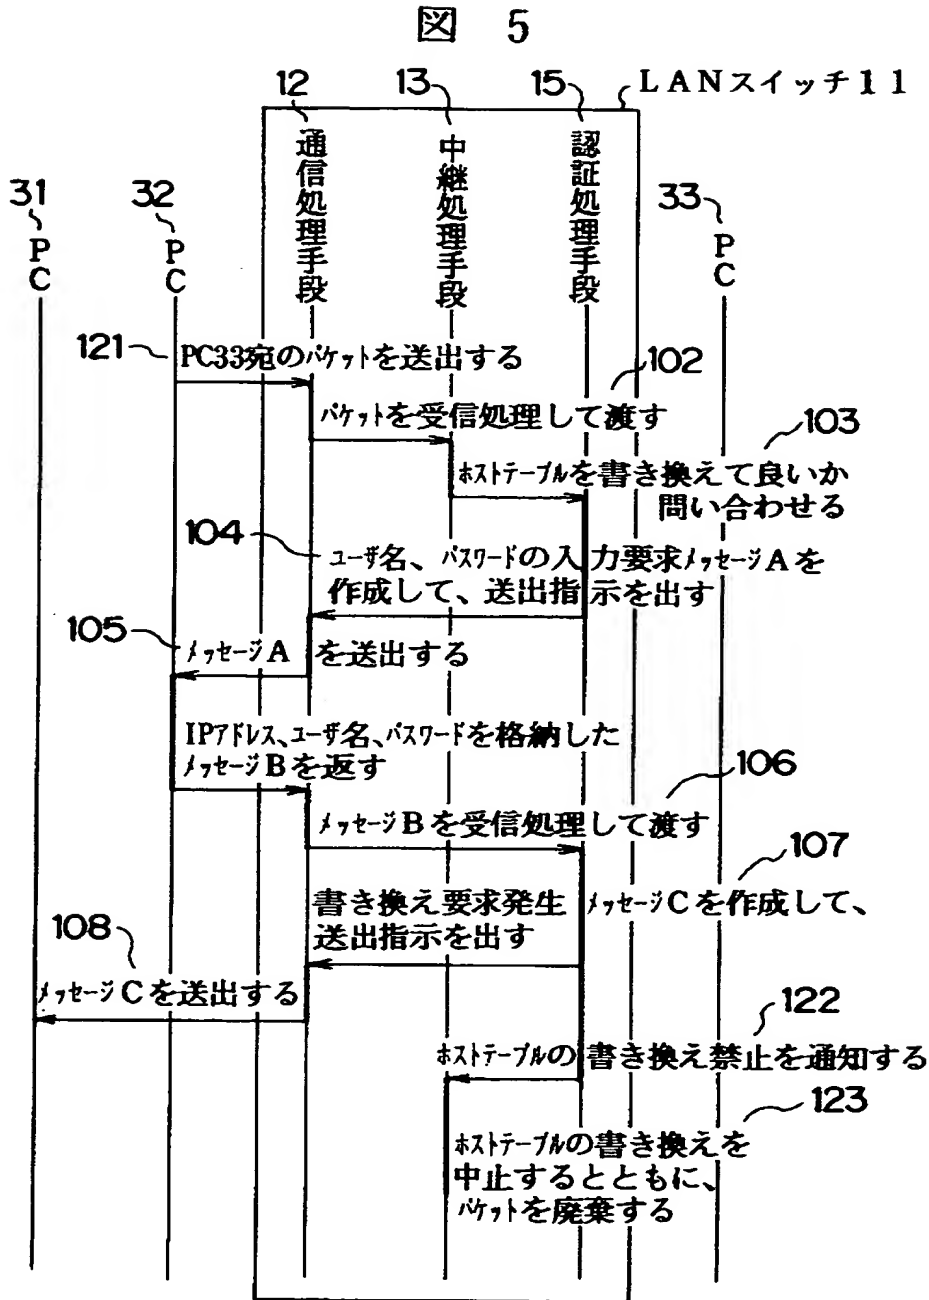 図 5
12
13
15
LANスイッチ11
通信処理手段
中継処理手段
認証処理手段
31
PC
32
PC
33
PC
121
PC33宛のパケットを送出する
102
パケットを受信処理して渡す
103
ホストテーブルを書き換えて良いか
問い合わせる
104
ユーザ名、パスワードの入力要求メッセージAを
作成して、送出指示を出す
105
メッセージA を送出する
IPアドレス、ユーザ名、パスワードを格納した
メッセージBを返す
106
メッセージBを受信処理して渡す
107
書き換え要求発生メッセージCを作成して、
送出指示を出す
108
メッセージCを送出する
122
ホストテーブルの書き換え禁止を通知する
123
ホストテーブルの書き換えを
中止するとともに、
パケットを廃棄する